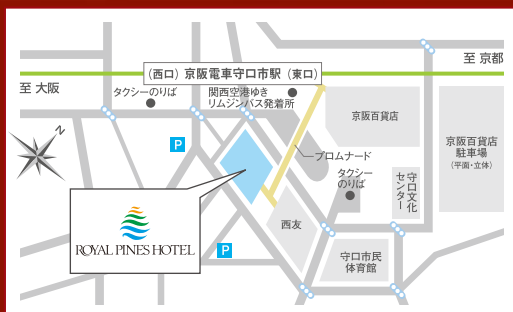 至 京都
(西口) 京阪電車守口市駅 (東口)
至 大阪
タクシーのりば
関西空港ゆき
リムジンバス発着所
京阪百貨店
京阪百貨店
駐車場
(平面・立体)
N
P
プロムナード
タクシー
のりば
守口文化
センター
西友
ROYAL PINES HOTEL
P
守口市民
体育館